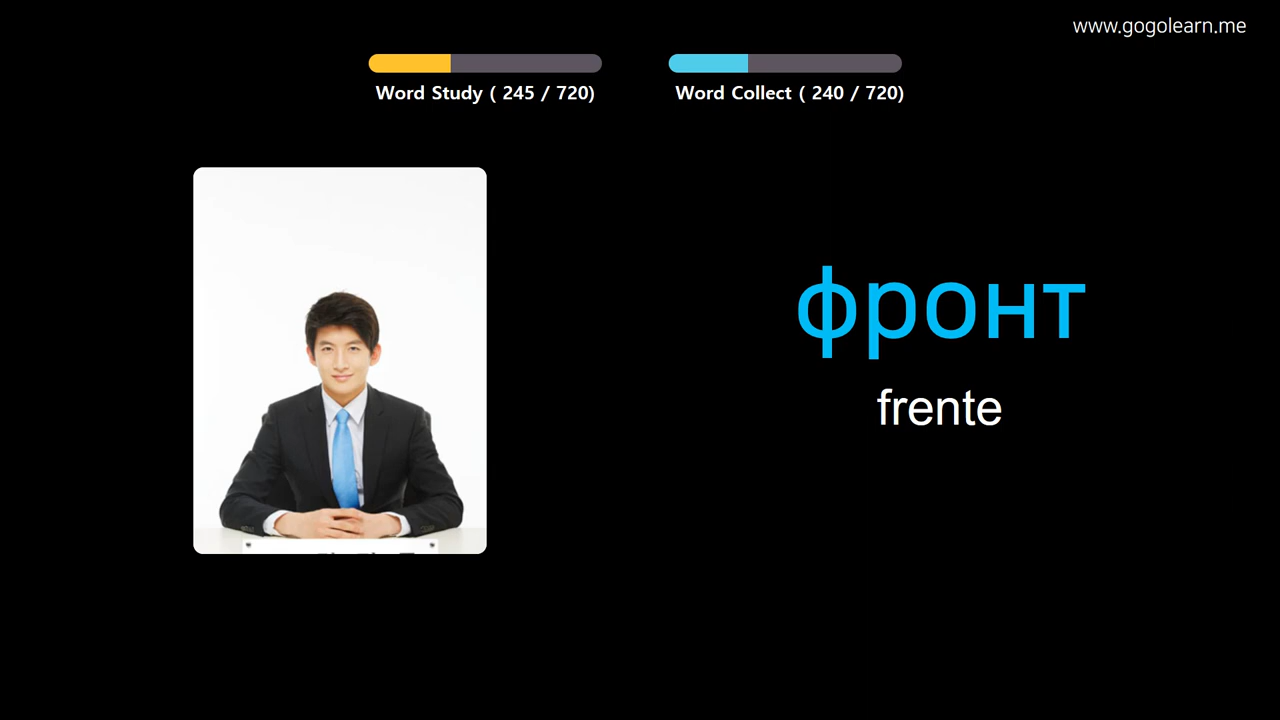 www.gogolearn.me
Word Study ( 245 / 720)
Word Collect ( 240 / 720)
фронт
frente